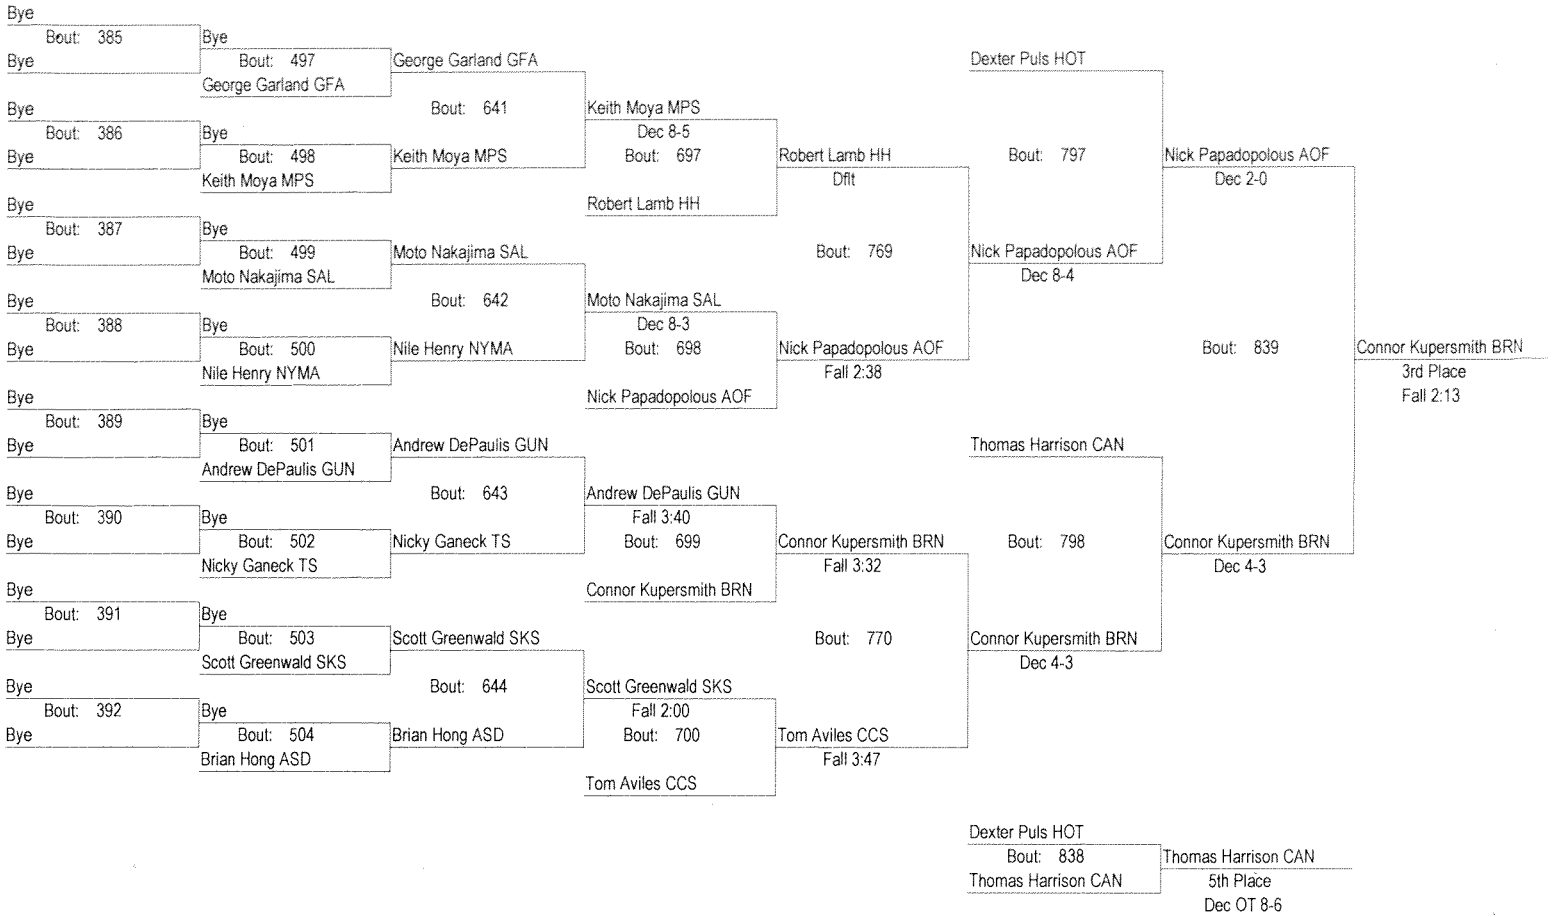 Bye
Bout: 385 Bye
Bye Bout: 497 George Garland GFA Dexter Puls HOT
George Garland GFA
Bye Bout: 641 Keith Moya MPS
Bout: 386 Bye Dec 8-5
Bye Bout: 498 Keith Moya MPS Bout: 697 Robert Lamb HH Bout: 797 Nick Papadopolous AOF
Keith Moya MPS Dflt Dec 2-0
Bye Robert Lamb HH
Bout: 387 Bye
Bye Bout: 499 Moto Nakajima SAL Bout: 769 Nick Papadopolous AOF
Moto Nakajima SAL Dec 8-4
Bye Bout: 642 Moto Nakajima SAL
Bout: 388 Bye Dec 8-3
Bye Bout: 500 Nile Henry NYMA Bout: 698 Nick Papadopolous AOF Bout: 839 Connor Kupersmith BRN
Nile Henry NYMA Fall 2:38 3rd Place
Bye Nick Papadopolous AOF Fall 2:13
Bout: 389 Bye
Bye Bout: 501 Andrew DePaulis GUN Thomas Harrison CAN
Andrew DePaulis GUN
Bye Bout: 643 Andrew DePaulis GUN
Bout: 390 Bye Fall 3:40
Bye Bout: 502 Nicky Ganeck TS Bout: 699 Connor Kupersmith BRN Bout: 798 Connor Kupersmith BRN
Nicky Ganeck TS Fall 3:32 Dec 4-3
Bye Connor Kupersmith BRN
Bout: 391 Bye
Bye Bout: 503 Scott Greenwald SKS Bout: 770 Connor Kupersmith BRN
Scott Greenwald SKS Dec 4-3
Bye Bout: 644 Scott Greenwald SKS
Bout: 392 Bye Fall 2:00
Bye Bout: 504 Brian Hong ASD Bout: 700 Tom Aviles CCS
Brian Hong ASD Fall 3:47
Tom Aviles CCS
Dexter Puls HOT
Bout: 838 Thomas Harrison CAN
Thomas Harrison CAN 5th Place
Dec OT 8-6